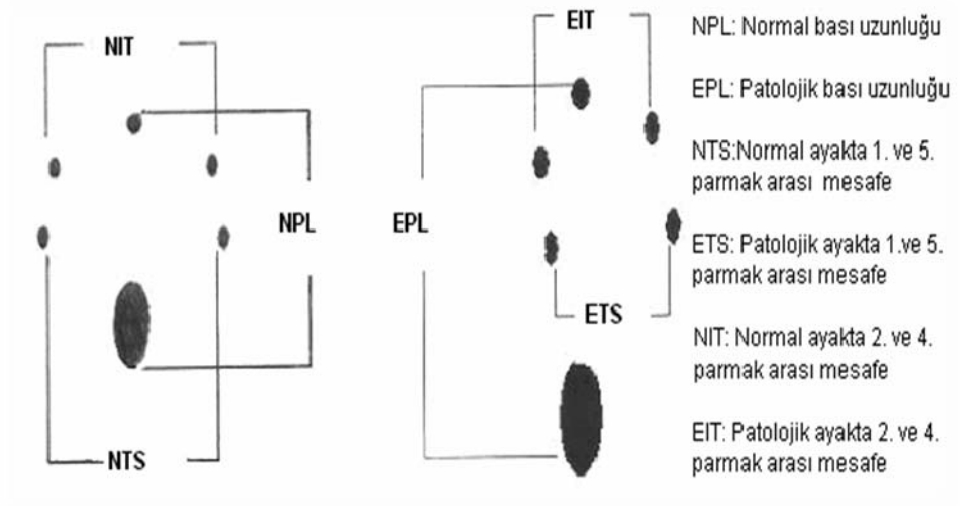 NIT
NPL
NTS
EIT
EPL
ETS
NPL: Normal bası uzunluğu
EPL: Patolojik bası uzunluğu
NTS:Normal ayakta 1. ve 5.
parmak arası mesafe
ETS: Patolojik ayakta 1.ve 5.
parmak arası mesafe
NIT: Normal ayakta 2. ve 4.
parmak arası mesafe
EIT: Patolojik ayakta 2. ve 4.
parmak arası mesafe